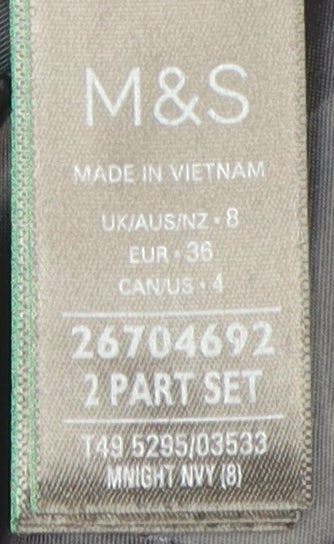 M&S
MADE IN VIETNAM
UK/AUS/NZ • 8
EUR • 36
CAN/US • 4
26704692
2 PART SET
T49 5295/03533
MNIGHT NVY (8)